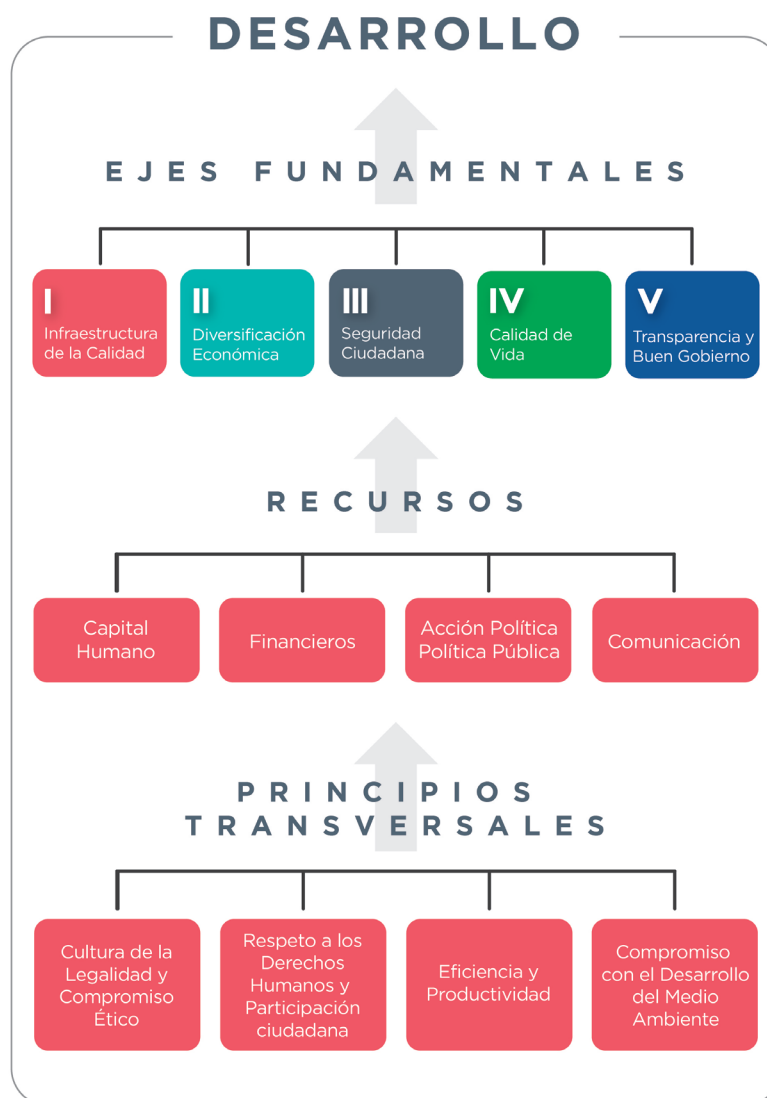 DESARROLLO
EJES FUNDAMENTALES
I
Infraestructura
de la Calidad
II
Diversificación
Económica
III
Seguridad
Ciudadana
IV
Calidad de
Vida
V
Transparencia y
Buen Gobierno
RECURSOS
Capital
Humano
Financieros
Acción Política
Política Pública
Comunicación
PRINCIPIOS
TRANSVERSALES
Cultura de la
Legalidad y
Compromiso
Ético
Respeto a los
Derechos
Humanos y
Participación
ciudadana
Eficiencia y
Productividad
Compromiso
con el Desarrollo
del Medio
Ambiente